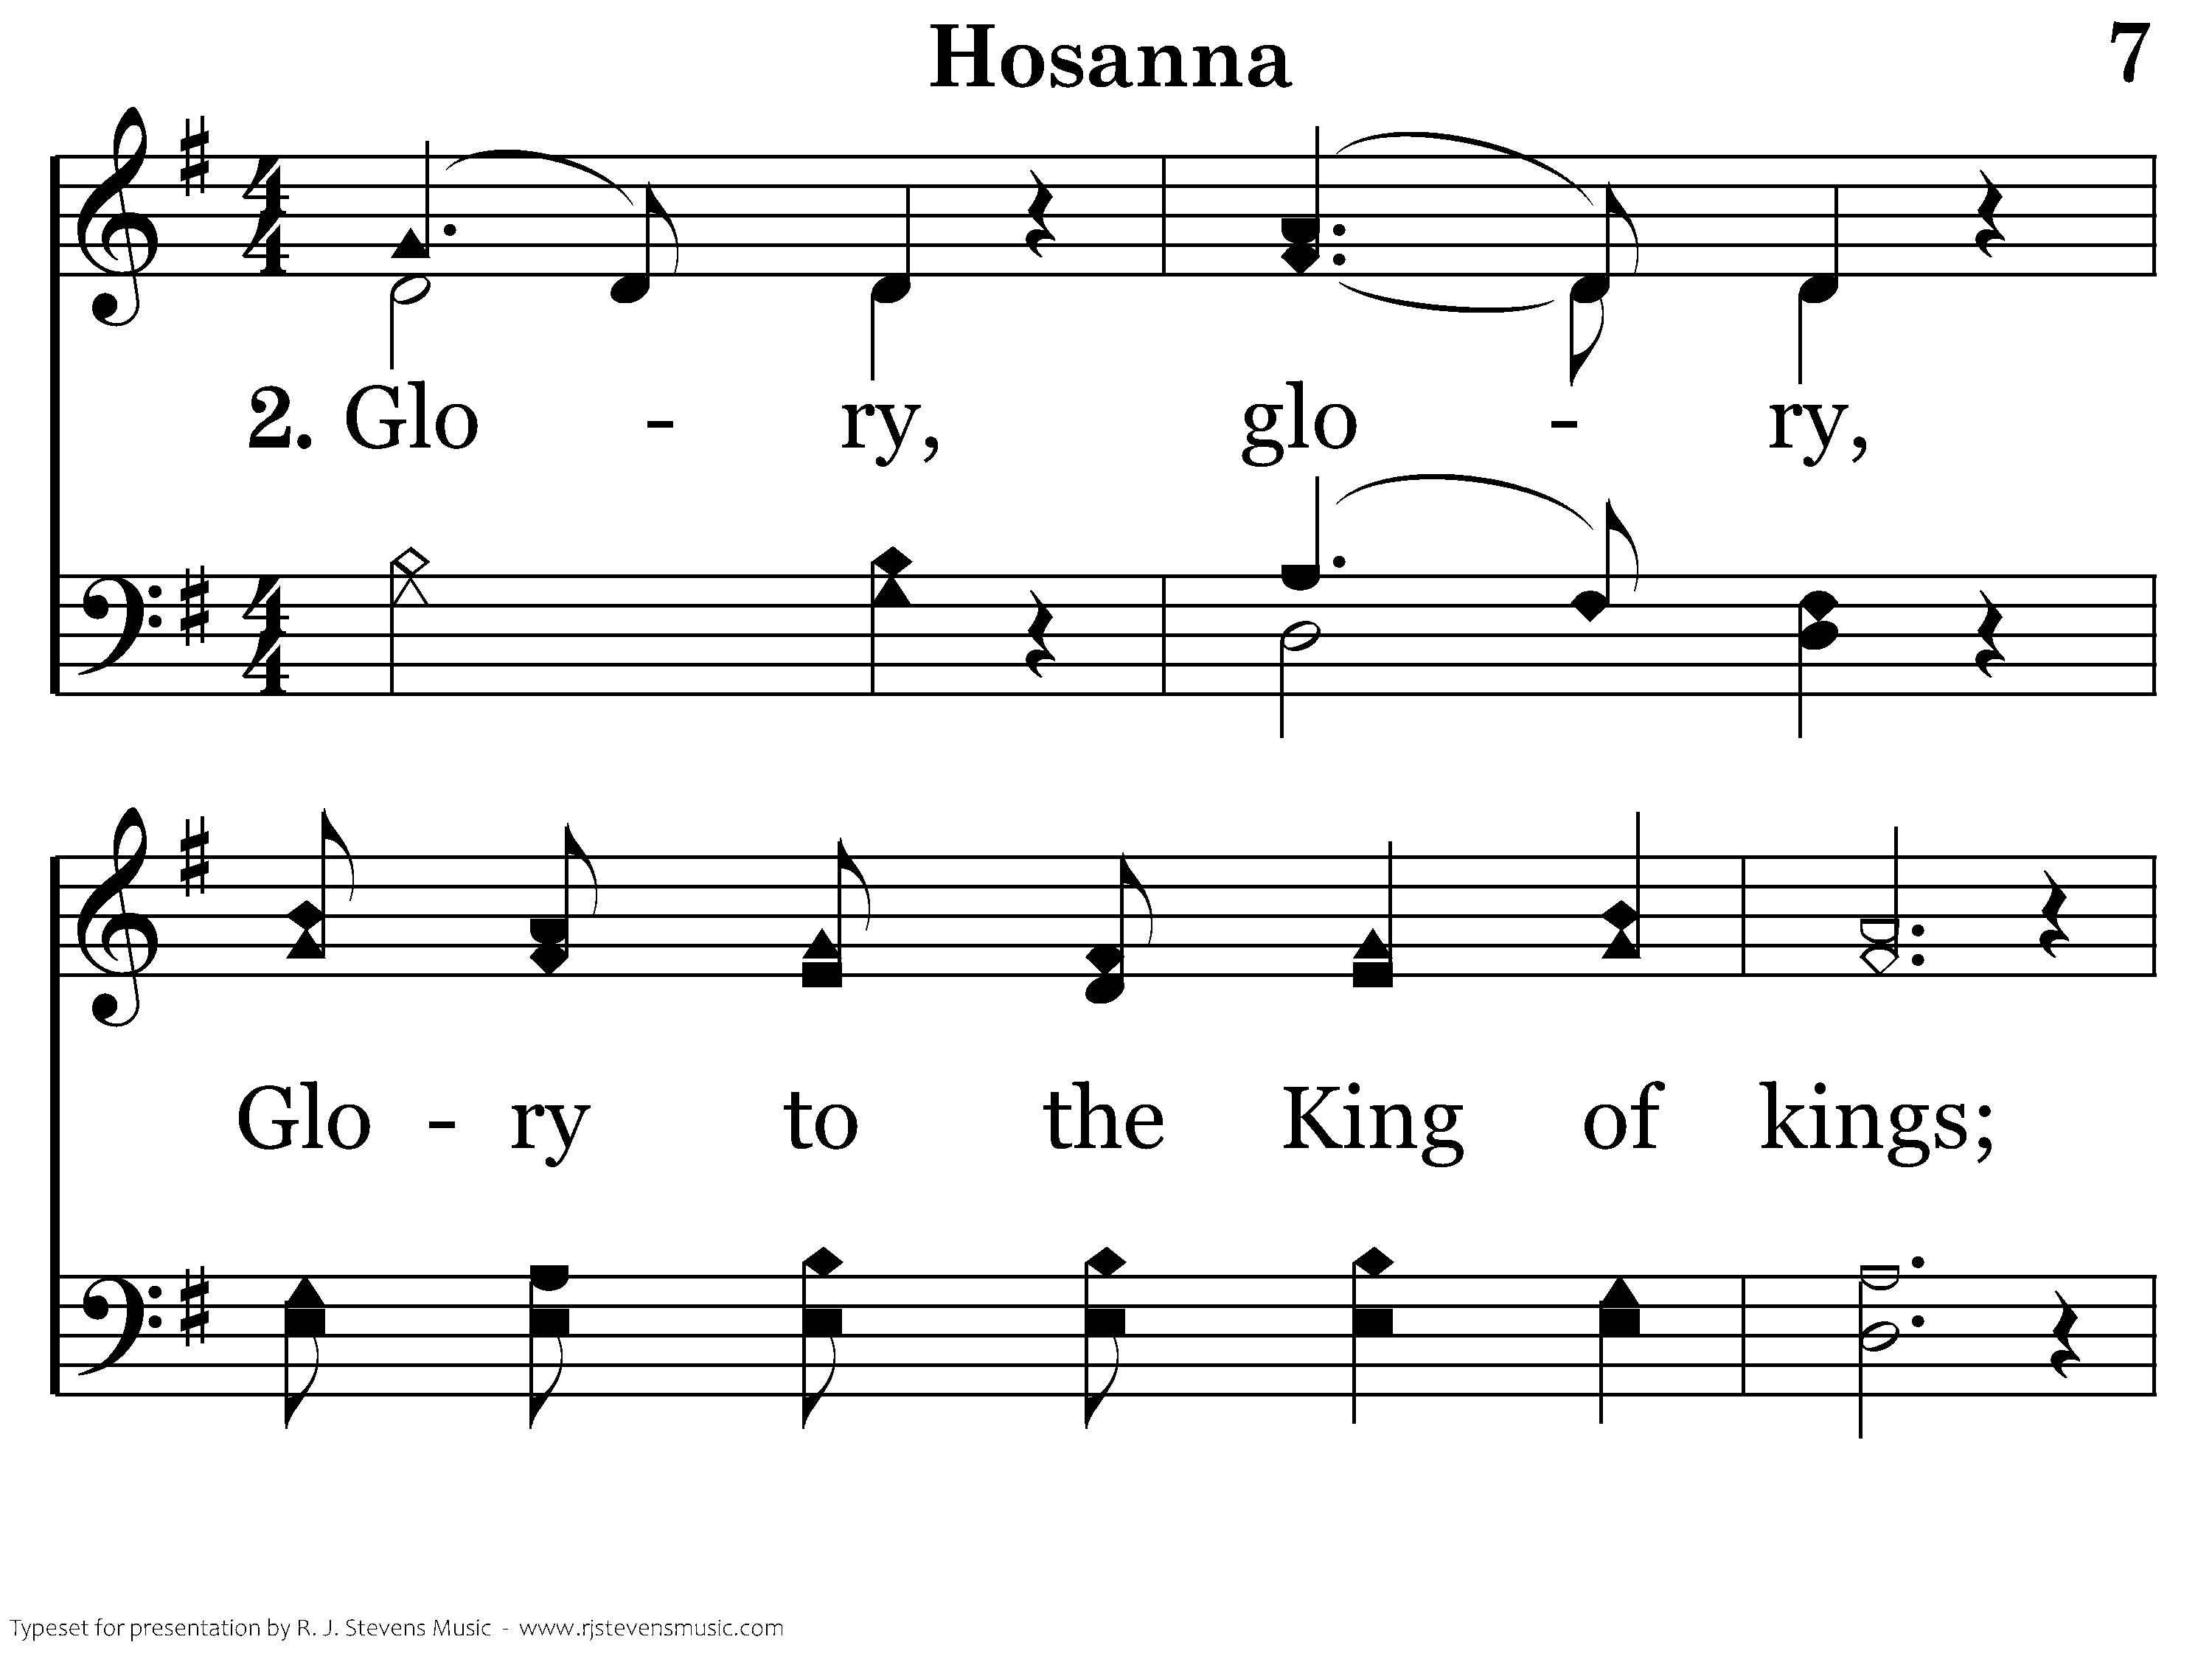 Hosanna 7
2. Glo - ry, glo - ry,
Glo - ry to the King of kings;
Typeset for presentation by R. J. Stevens Music - www.rjstevensmusic.com